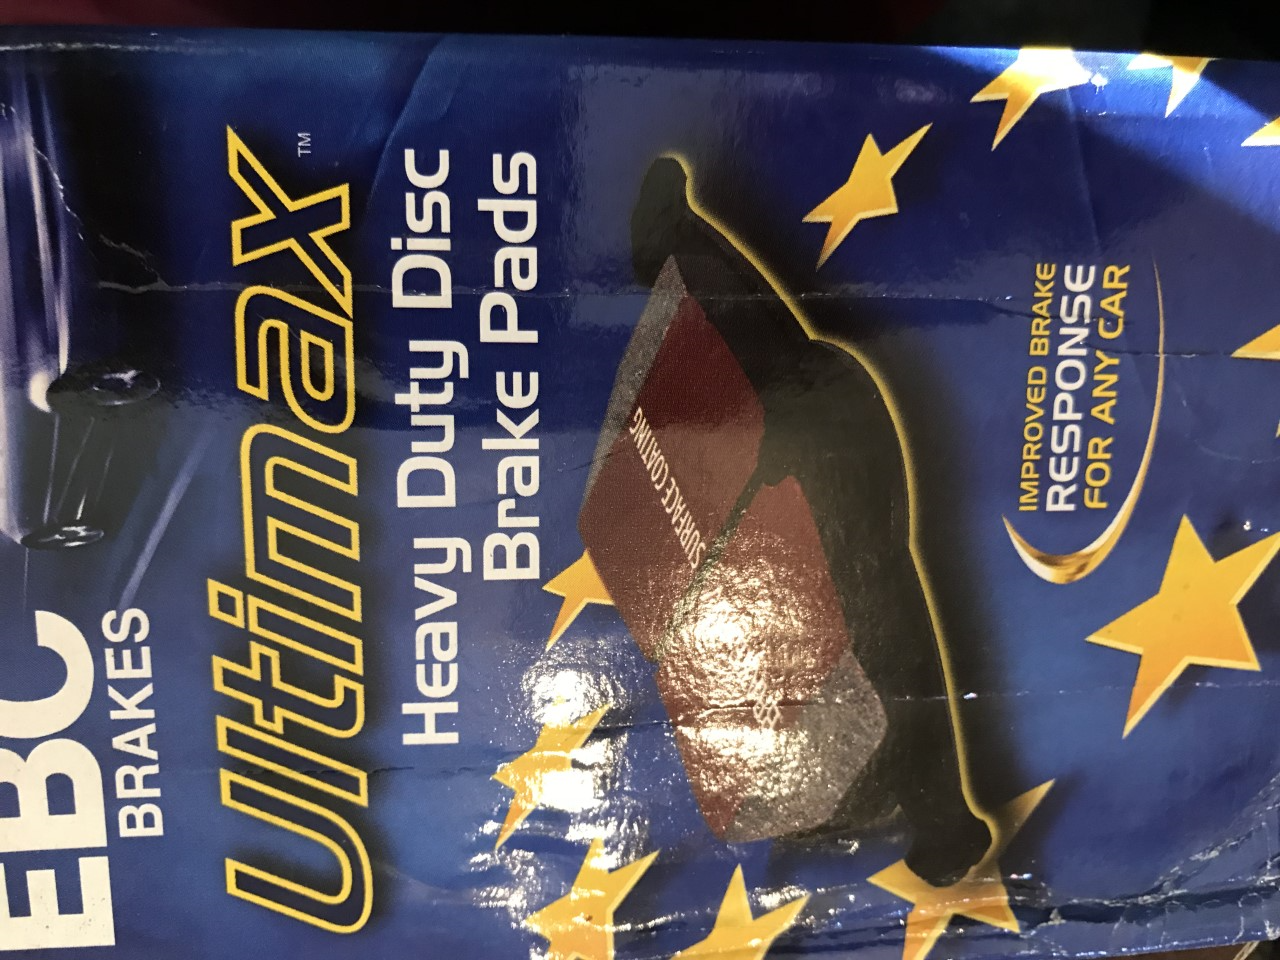 EBC
BRAKES
Ultimax™
Heavy Duty Disc
Brake Pads
SURFACE COATING
IMPROVED BRAKE
RESPONSE
FOR ANY CAR